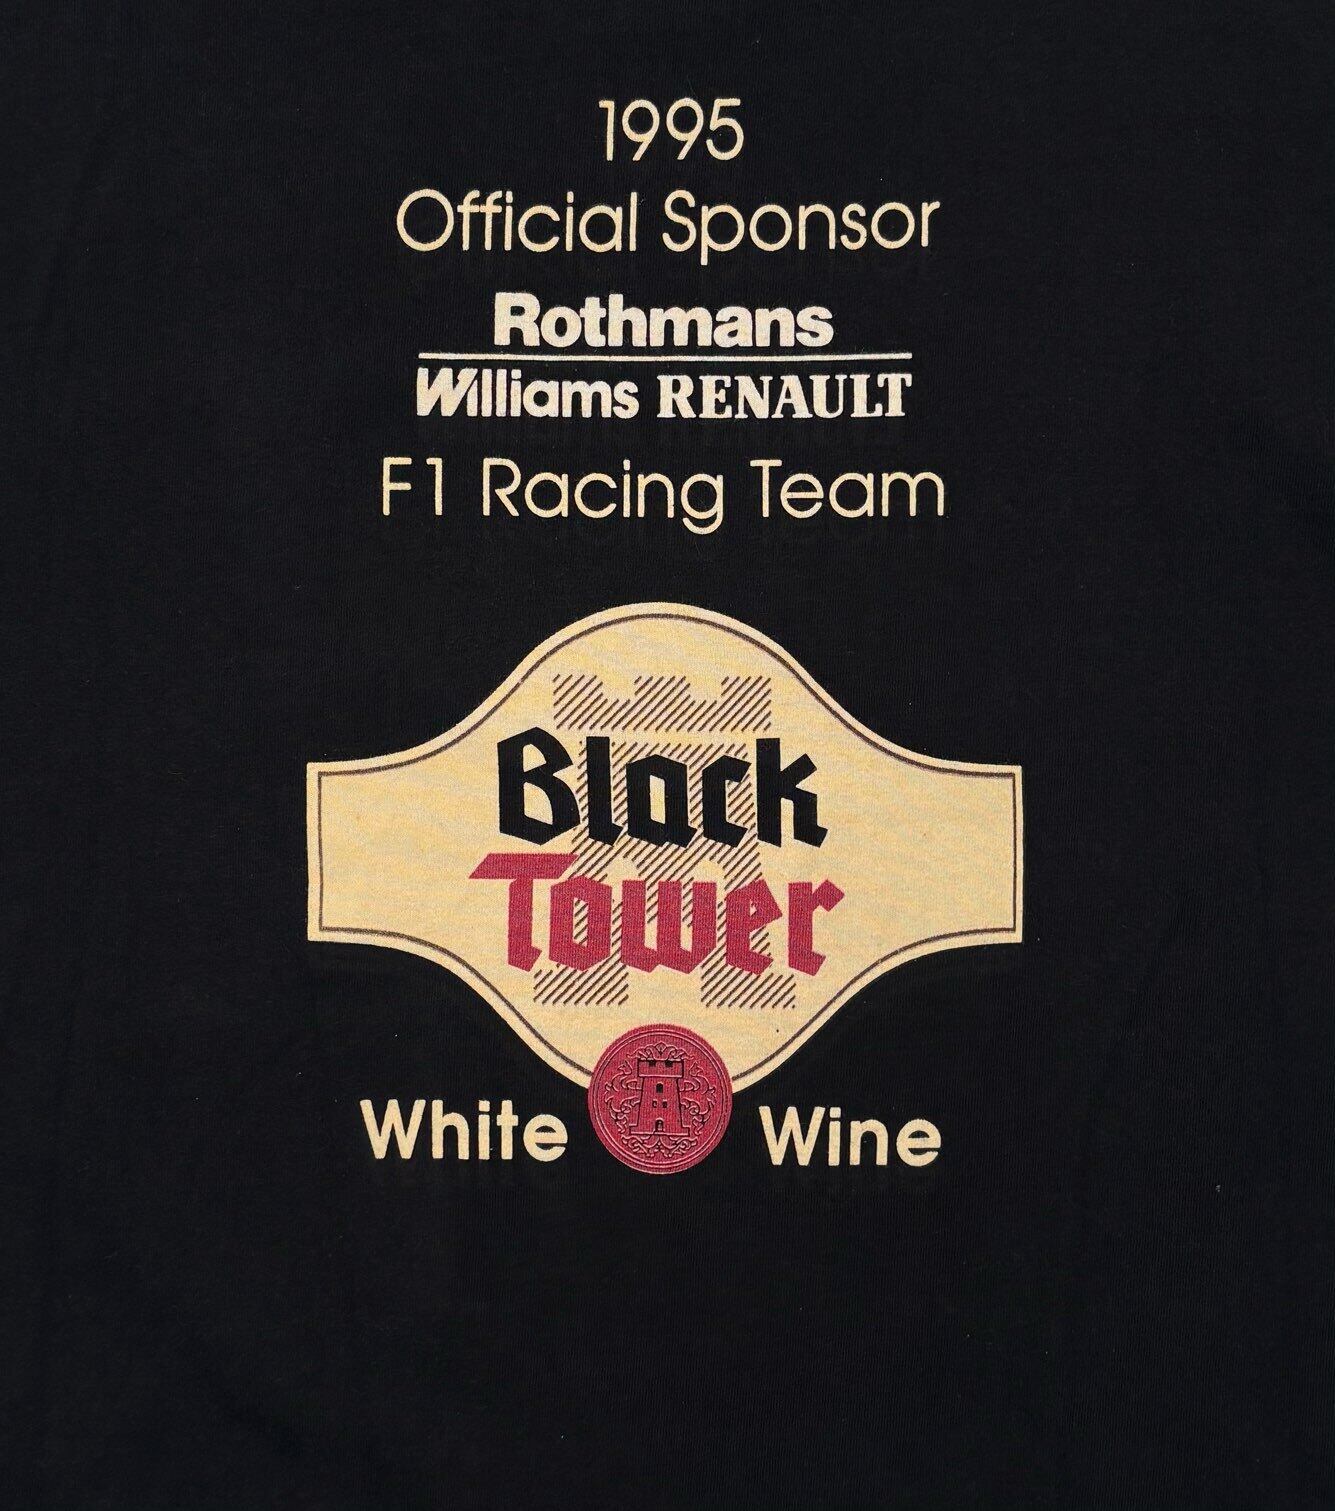 1995
Official Sponsor
Rothmans
Williams RENAULT
F1 Racing Team
Black
Tower
White Wine